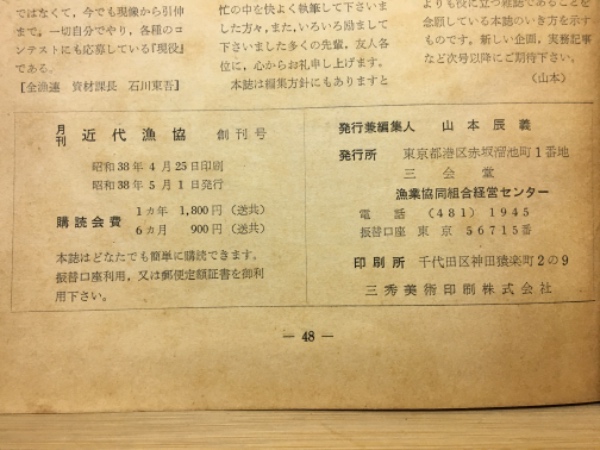 ではなくて，今でも現像から引伸
まで，一切自分でやり，各種のコ
ンテストにも応募している『現役』
である。
【全漁連　資材課長　石川東吾】
忙の中を快よく執筆して下さいま
した方々，また，いろいろ励まして
下さいました多くの先輩，友人各
位に，心からお礼申し上げます。
本誌は編集方針にもありますと
よりも役に立つ雑誌であることを
念願している本誌のいき方を示す
ものです。新しい企画，実務記事
など次号以降にご期待下さい。
（山本）
月刊　近代漁協　創刊号
昭和38年4月25日印刷
昭和38年5月1日発行
購読会費　1ヵ年　1,800円（送共）
6ヵ月　900円（送共）
本誌はどなたでも簡単に購読できます。
振替口座利用，又は郵便定額証書を御利
用下さい。
発行兼編集人　山本辰義
発行所　東京都港区赤坂溜池町1番地
三会堂
漁業協同組合経営センター
電話　（481）1945
振替口座　東京　56715番
印刷所　千代田区神田猿楽町2の9
三秀美術印刷株式会社
― 48 ―